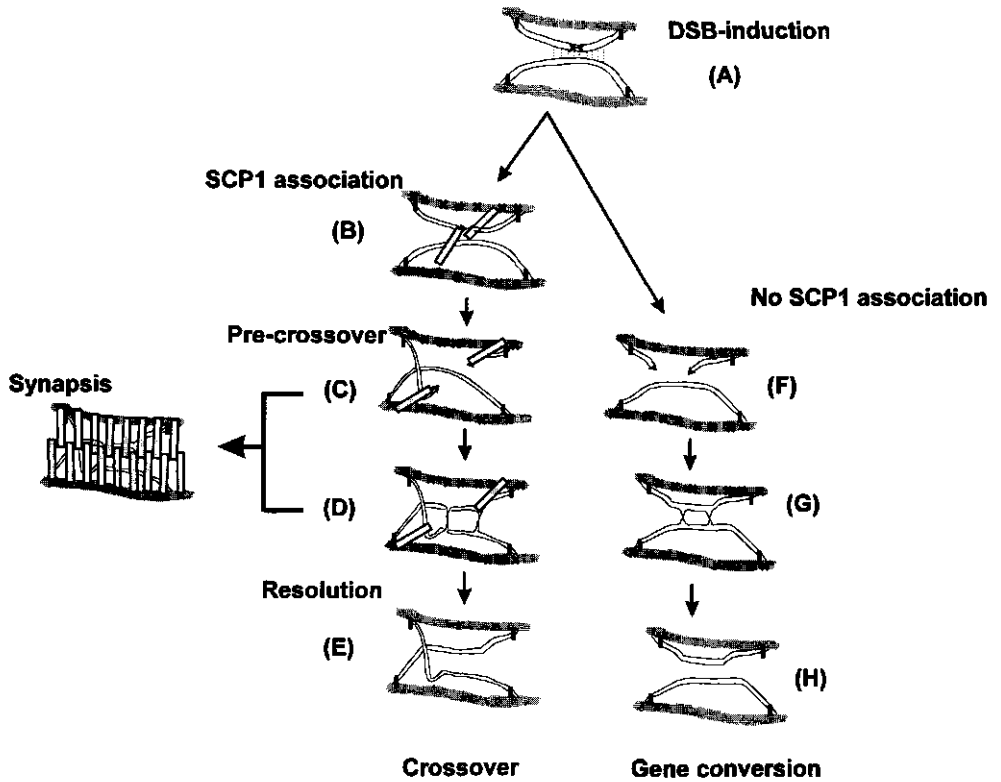 DSB-induction
(A)
SCP1 association
(B)
No SCP1 association
Pre-crossover
(C)
(F)
Synapsis
(D)
(G)
Resolution
(E)
(H)
Crossover
Gene conversion